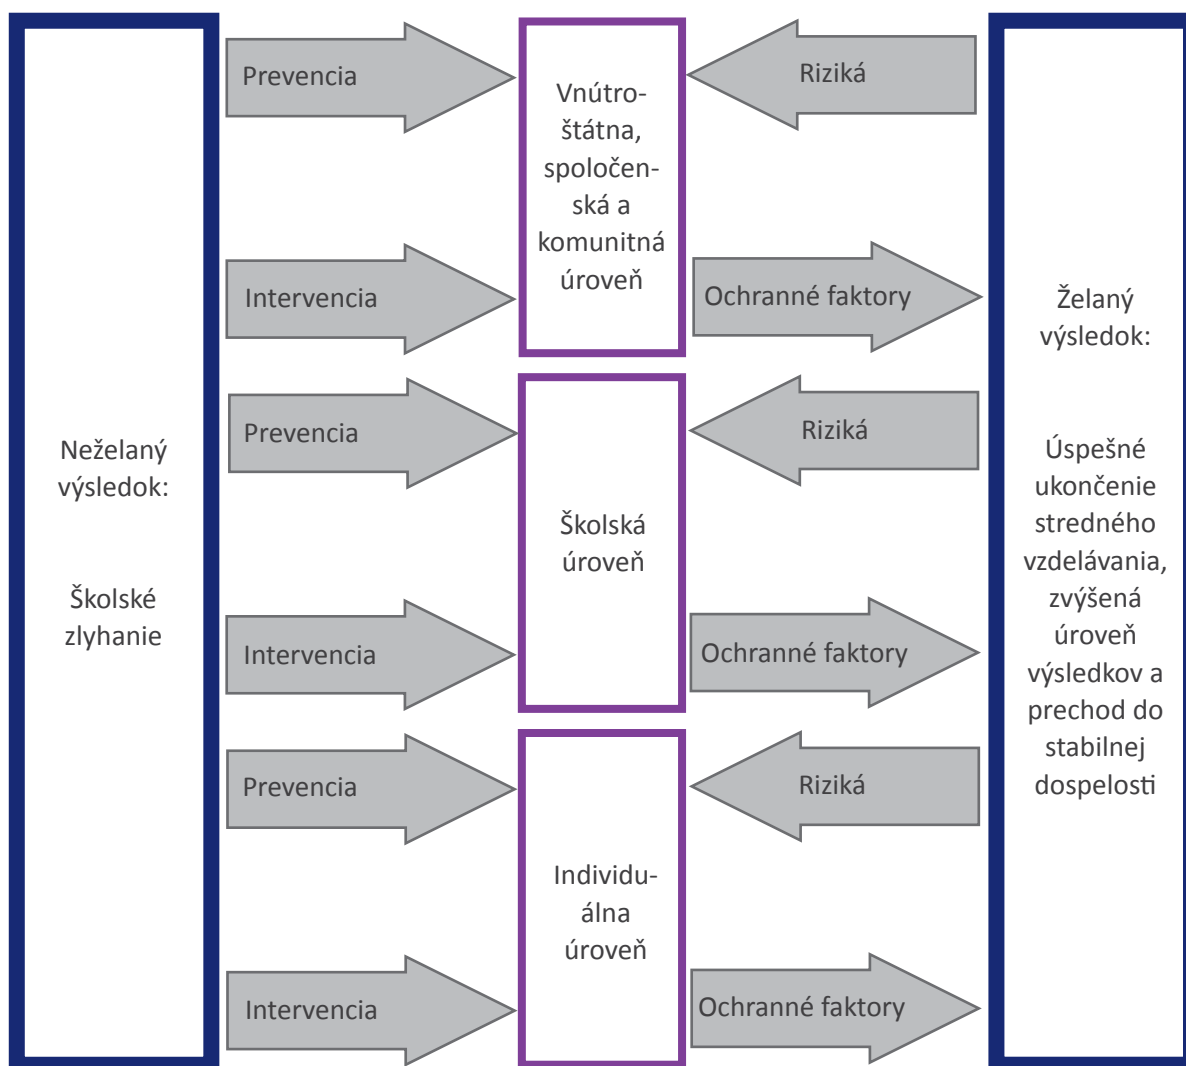 Neželaný
výsledok:
Školské
zlyhanie
Prevencia
Intervencia
Prevencia
Intervencia
Prevencia
Intervencia
Vnútro-
štátna,
spoločen-
ská a
komunitná
úroveň
Školská
úroveň
Individu-
álna
úroveň
Riziká
Ochranné faktory
Riziká
Ochranné faktory
Riziká
Ochranné faktory
Želaný
výsledok:
Úspešné
ukončenie
stredného
vzdelávania,
zvýšená
úroveň
výsledkov a
prechod do
stabilnej
dospelosti